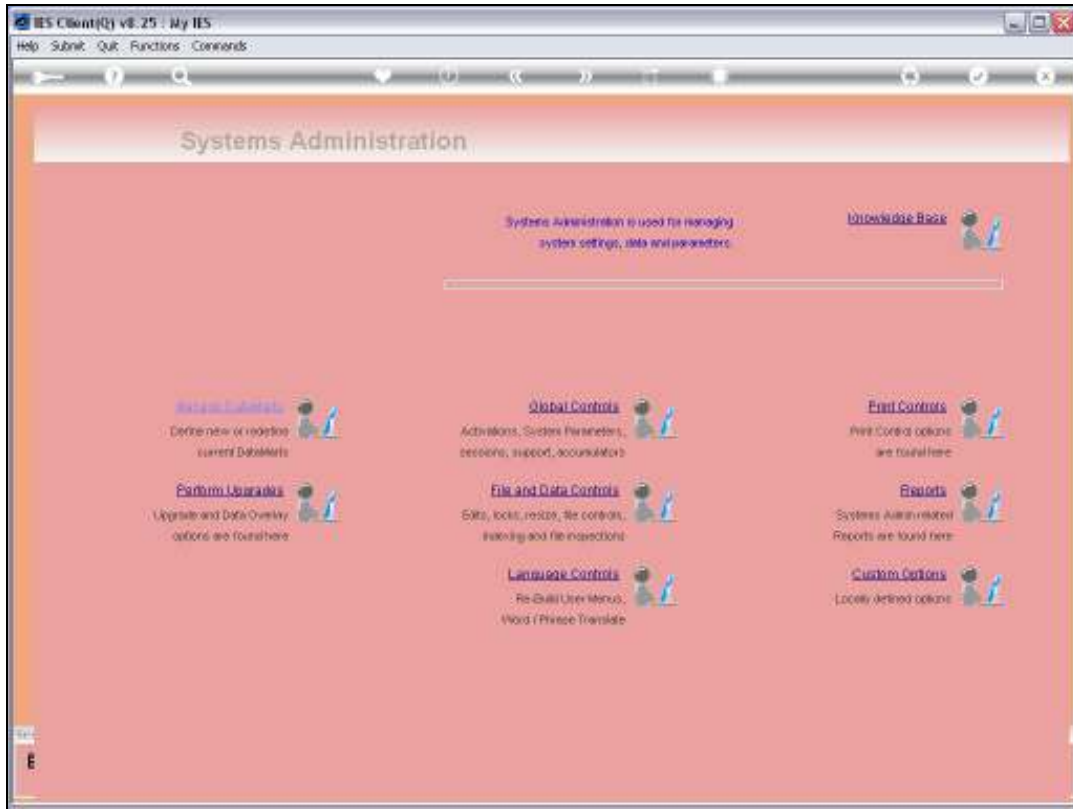 IES Client(Q) v8.25 : My IES
Help Submit Quit Functions Commands
Systems Administration
Systems Administration is used for managing
system settings, data and parameters.
Knowledge Base
Define new or redefine
current DataMarts
Global Controls
Activations, System Parameters,
sessions, support, accumulators
Print Controls
Print Control options
are found here
Perform Upgrades
Upgrade and Data Overlay
options are found here
File and Data Controls
Edits, locks, resize, file controls,
indexing and file inspections
Reports
Systems Admin related
Reports are found here
Language Controls
Re-Build User Menus,
Word / Phrase Translate
Custom Options
Locally defined options